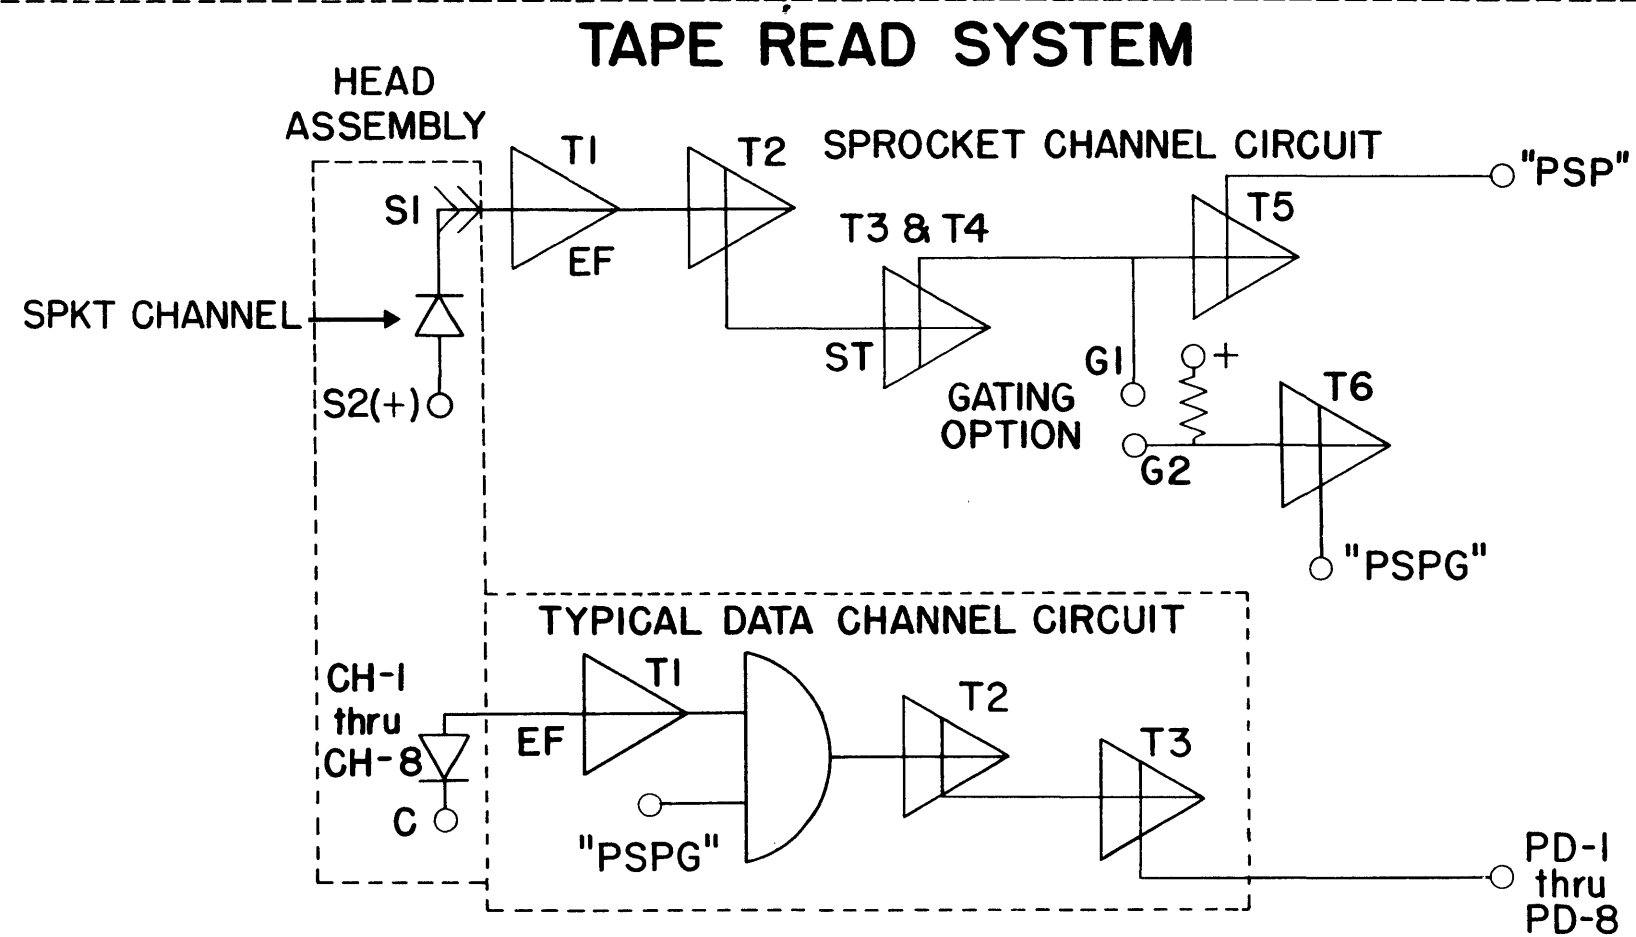 TAPE READ SYSTEM
HEAD
ASSEMBLY
T1
T2
SPROCKET CHANNEL CIRCUIT
"PSP"
S1
T5
T3 & T4
EF
SPKT CHANNEL
ST
G1
+
T6
S2(+)
GATING
OPTION
G2
"PSPG"
TYPICAL DATA CHANNEL CIRCUIT
CH-1
thru
CH-8
T1
T2
EF
T3
C
"PSPG"
PD-1
thru
PD-8